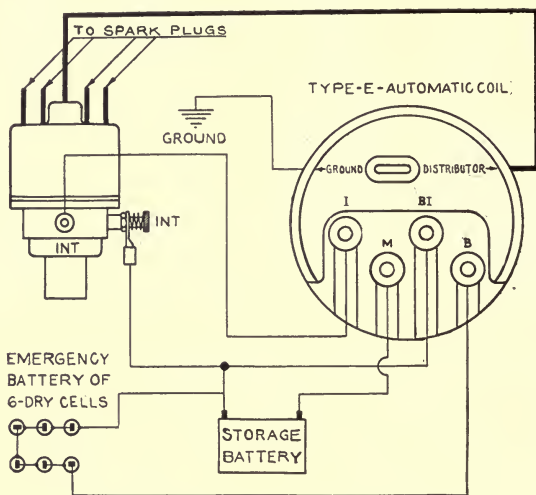 TO SPARK PLUGS
TYPE-E-AUTOMATIC COIL
GROUND
GROUND
DISTRIBUTOR
I
BI
M
B
INT
INT
EMERGENCY
BATTERY OF
6-DRY CELLS
STORAGE
BATTERY